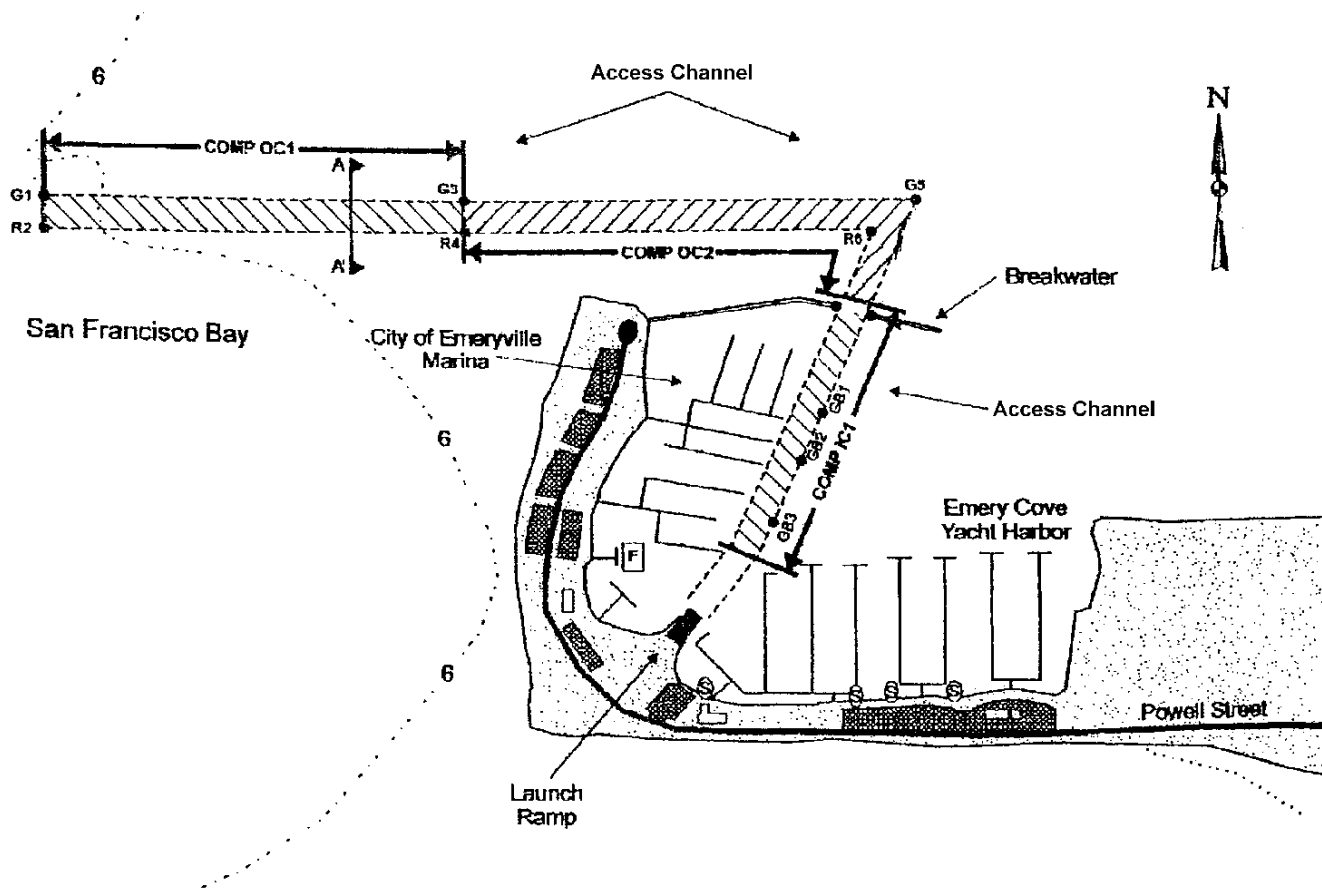 Access Channel
N
6
COMP OC1
A
G1
G3
G5
R2
R4
R6
A'
COMP OC2
Breakwater
San Francisco Bay
City of Emeryville
Marina
Access Channel
GB1
GB2
COMP IC1
GB3
6
Emery Cove
Yacht Harbor
F
6
S
S
S
S
Powell Street
Launch
Ramp